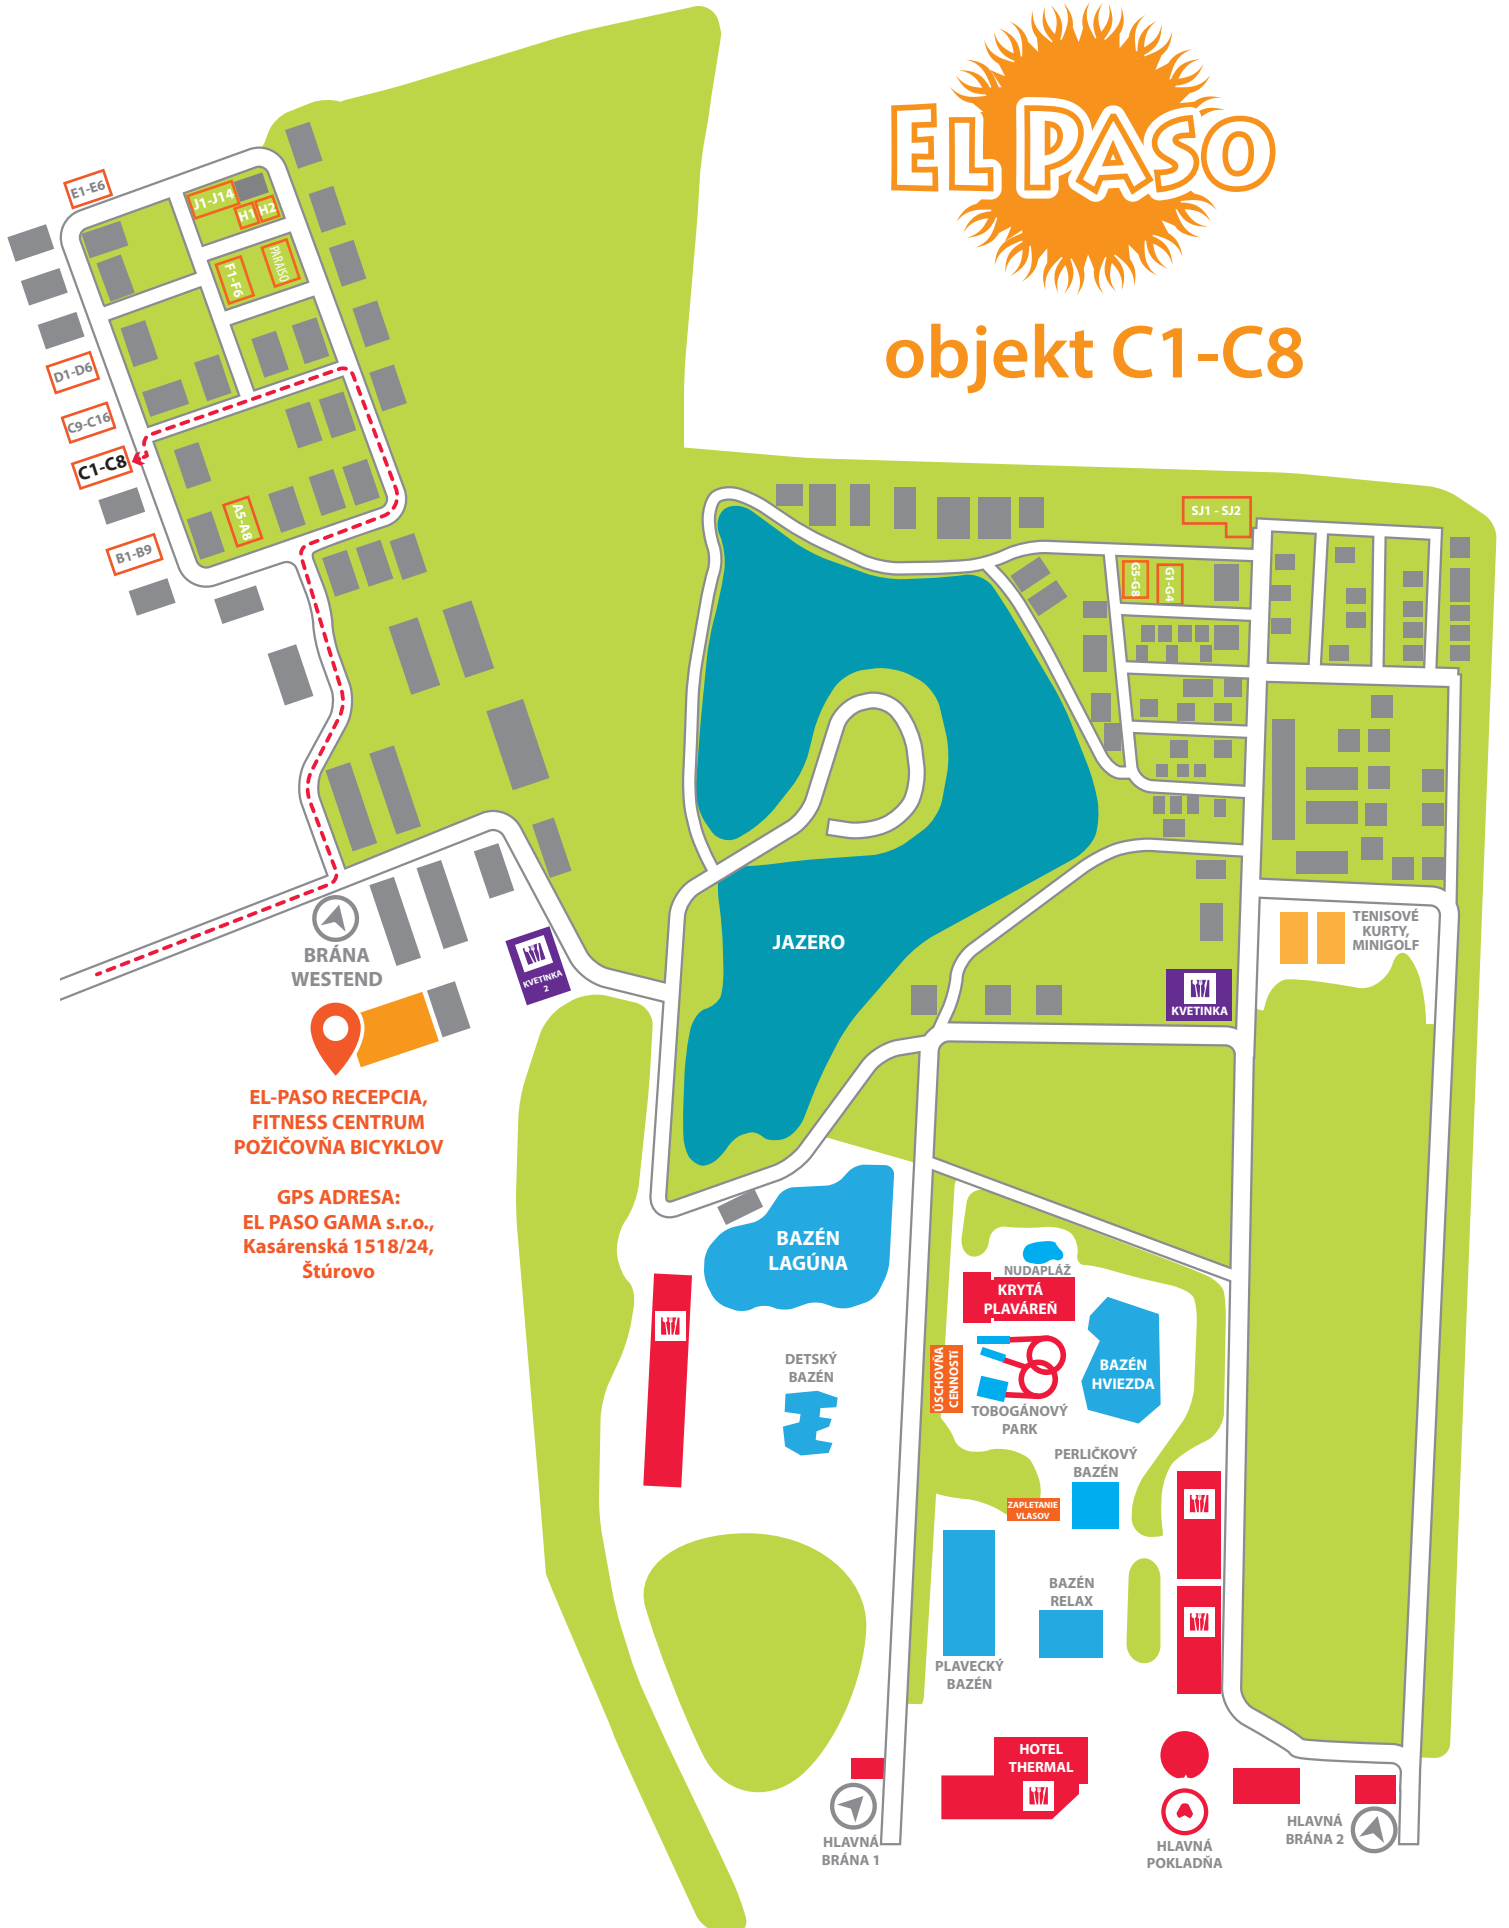 EL PASO
objekt C1-C8
E1-E6
J1-J14
H1
H2
F1-F6
PARAISO
D1-D6
C9-C16
C1-C8
A5-A8
B1-B9
SJ1 - SJ2
G5-G8
G1-G4
JAZERO
TENISOVÉ
KURTY,
MINIGOLF
BRÁNA
WESTEND
KVETINKA
2
KVETINKA
EL-PASO RECEPCIA,
FITNESS CENTRUM
POŽIČOVŇA BICYKLOV
GPS ADRESA:
EL PASO GAMA s.r.o.,
Kasárenská 1518/24,
Štúrovo
BAZÉN
LAGÚNA
NUDAPLÁŽ
KRYTÁ
PLAVÁREŇ
DETSKÝ
BAZÉN
ÚSCHOVŇA
CENNOSTí
BAZÉN
HVIEZDA
TOBOGÁNOVÝ
PARK
PERLIČKOVÝ
BAZÉN
ZAPLETANIE
VLASOV
BAZÉN
RELAX
PLAVECKÝ
BAZÉN
HOTEL
THERMAL
HLAVNÁ
BRÁNA 1
HLAVNÁ
POKLADŇA
HLAVNÁ
BRÁNA 2